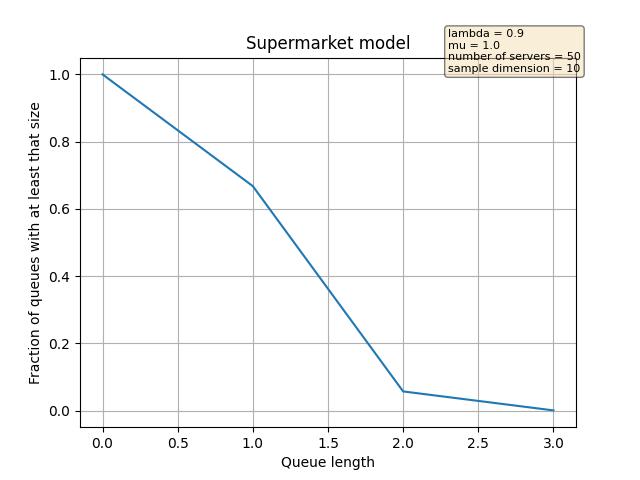 lambda = 0.9
mu = 1.0
number of servers = 50
sample dimension = 10
Supermarket model
Fraction of queues with at least that size
1.0
0.8
0.6
0.4
0.2
0.0
0.0 0.5 1.0 1.5 2.0 2.5 3.0
Queue length